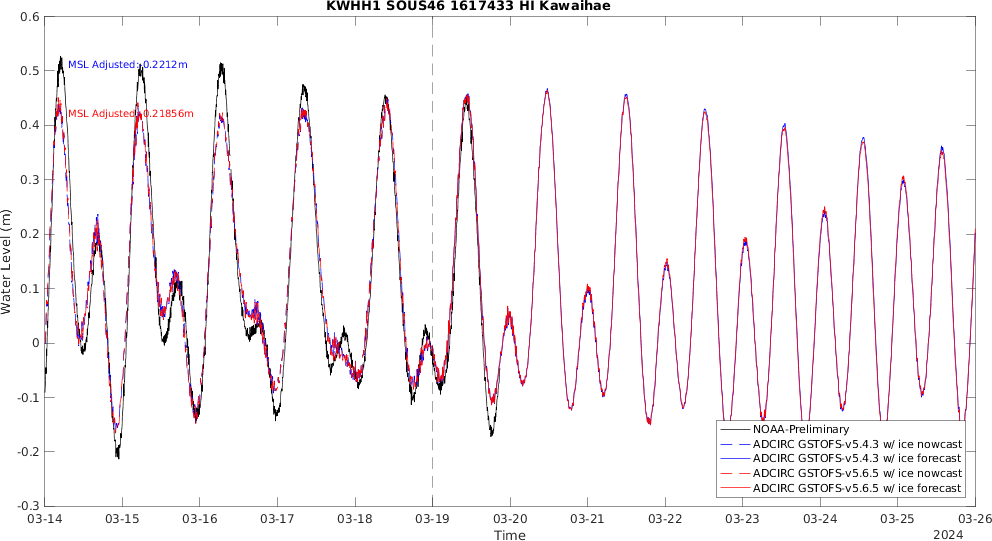 KWHH1 SOUS46 1617433 HI Kawaihae
0.6
0.5
0.4
0.3
0.2
0.1
0
-0.1
-0.2
-0.3
Water Level (m)
MSL Adjusted: 0.2212m
MSL Adjusted: 0.21856m
NOAA-Preliminary
ADCIRC GSTOFS-v5.4.3 w/ ice nowcast
ADCIRC GSTOFS-v5.4.3 w/ ice forecast
ADCIRC GSTOFS-v5.6.5 w/ ice nowcast
ADCIRC GSTOFS-v5.6.5 w/ ice forecast
03-14 03-15 03-16 03-17 03-18 03-19 03-20 03-21 03-22 03-23 03-24 03-25 03-26
Time
2024